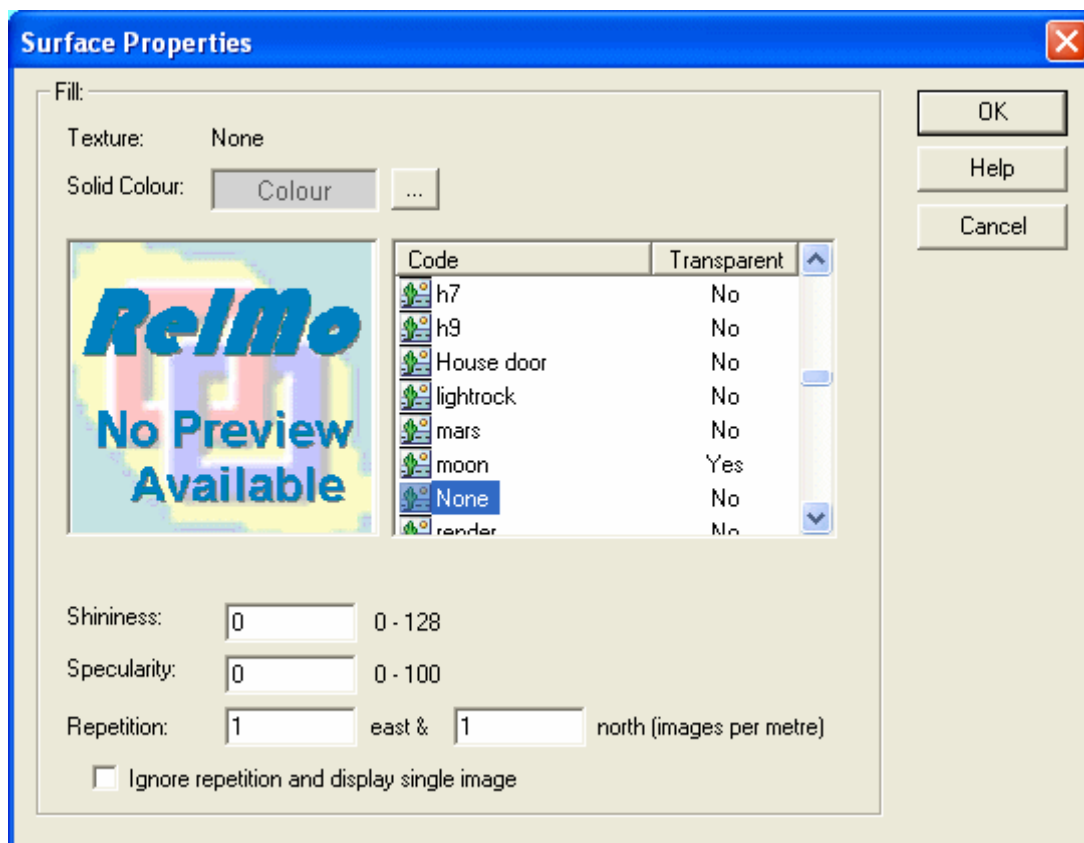 Surface Properties
Fill:
Texture: None
Solid Colour: Colour ...
RelMo
No Preview
Available
Code Transparent
h7 No
h9 No
House door No
lightrock No
mars No
moon Yes
None No
render No
Shininess: 0 0 - 128
Specularity: 0 0 - 100
Repetition: 1 east & 1 north (images per metre)
Ignore repetition and display single image
OK
Help
Cancel